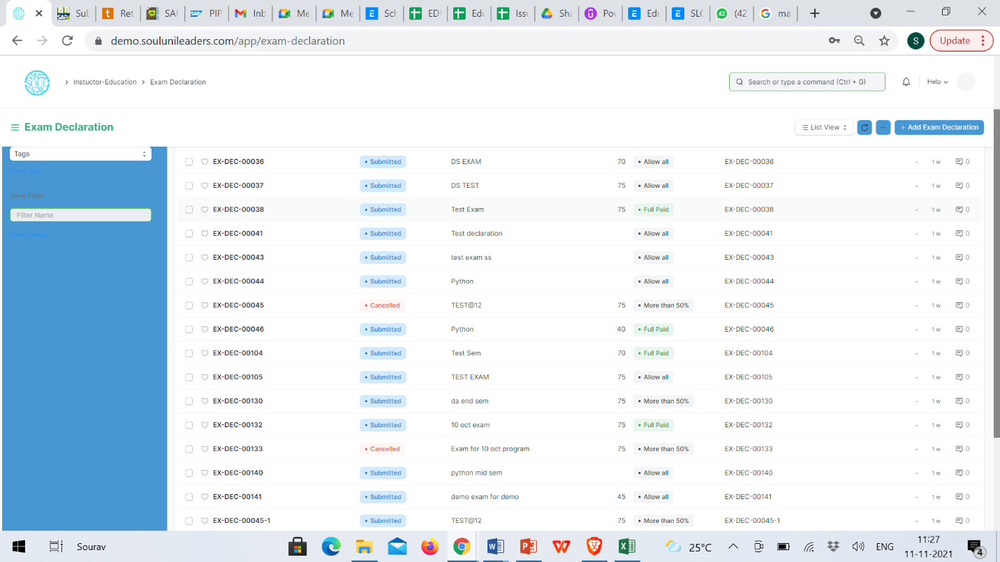 Sub
Ret
SAP
PIP
Inb
Me
Me
Sch
ED
Edu
Issu
Sha
Pov
Edu
SLC
(42
ma
demo.soulunileaders.com/app/exam-declaration
S
Update
Instuctor-Education
Exam Declaration
Search or type a command (Ctrl + G)
Help
Exam Declaration
List View
+ Add Exam Declaration
Tags
Show Tags
Save Filter
Filter Name
EX-DEC-00036 Submitted DS EXAM 70 Allow all EX-DEC-00036 - 1 w 0
EX-DEC-00037 Submitted DS TEST 75 Allow all EX-DEC-00037 - 1 w 0
EX-DEC-00038 Submitted Test Exam 75 Full Paid EX-DEC-00038 - 1 w 0
EX-DEC-00041 Submitted Test declaration Allow all EX-DEC-00041 - 1 w 0
EX-DEC-00043 Submitted test exam ss Allow all EX-DEC-00043 - 1 w 0
EX-DEC-00044 Submitted Python Allow all EX-DEC-00044 - 1 w 0
EX-DEC-00045 Cancelled TEST@12 75 More than 50% EX-DEC-00045 - 1 w 0
EX-DEC-00046 Submitted Python 40 Full Paid EX-DEC-00046 - 1 w 0
EX-DEC-00104 Submitted Test Sem 70 Full Paid EX-DEC-00104 - 1 w 0
EX-DEC-00105 Submitted TEST EXAM 75 Allow all EX-DEC-00105 - 1 w 0
EX-DEC-00130 Submitted da end sem 75 More than 50% EX-DEC-00130 - 1 w 0
EX-DEC-00132 Submitted 10 oct exam 75 Full Paid EX-DEC-00132 - 1 w 0
EX-DEC-00133 Cancelled Exam for 10 oct program 75 More than 50% EX-DEC-00133 - 1 w 0
EX-DEC-00140 Submitted python mid sem Allow all EX-DEC-00140 - 1 w 0
EX-DEC-00141 Submitted demo exam for demo 45 Allow all EX-DEC-00141 - 1 w 0
EX-DEC-00045-1 Submitted TEST@12 75 More than 50% EX-DEC-00045-1 - 1 w 0
Sourav
25°C
ENG
11:27
11-11-2021
4